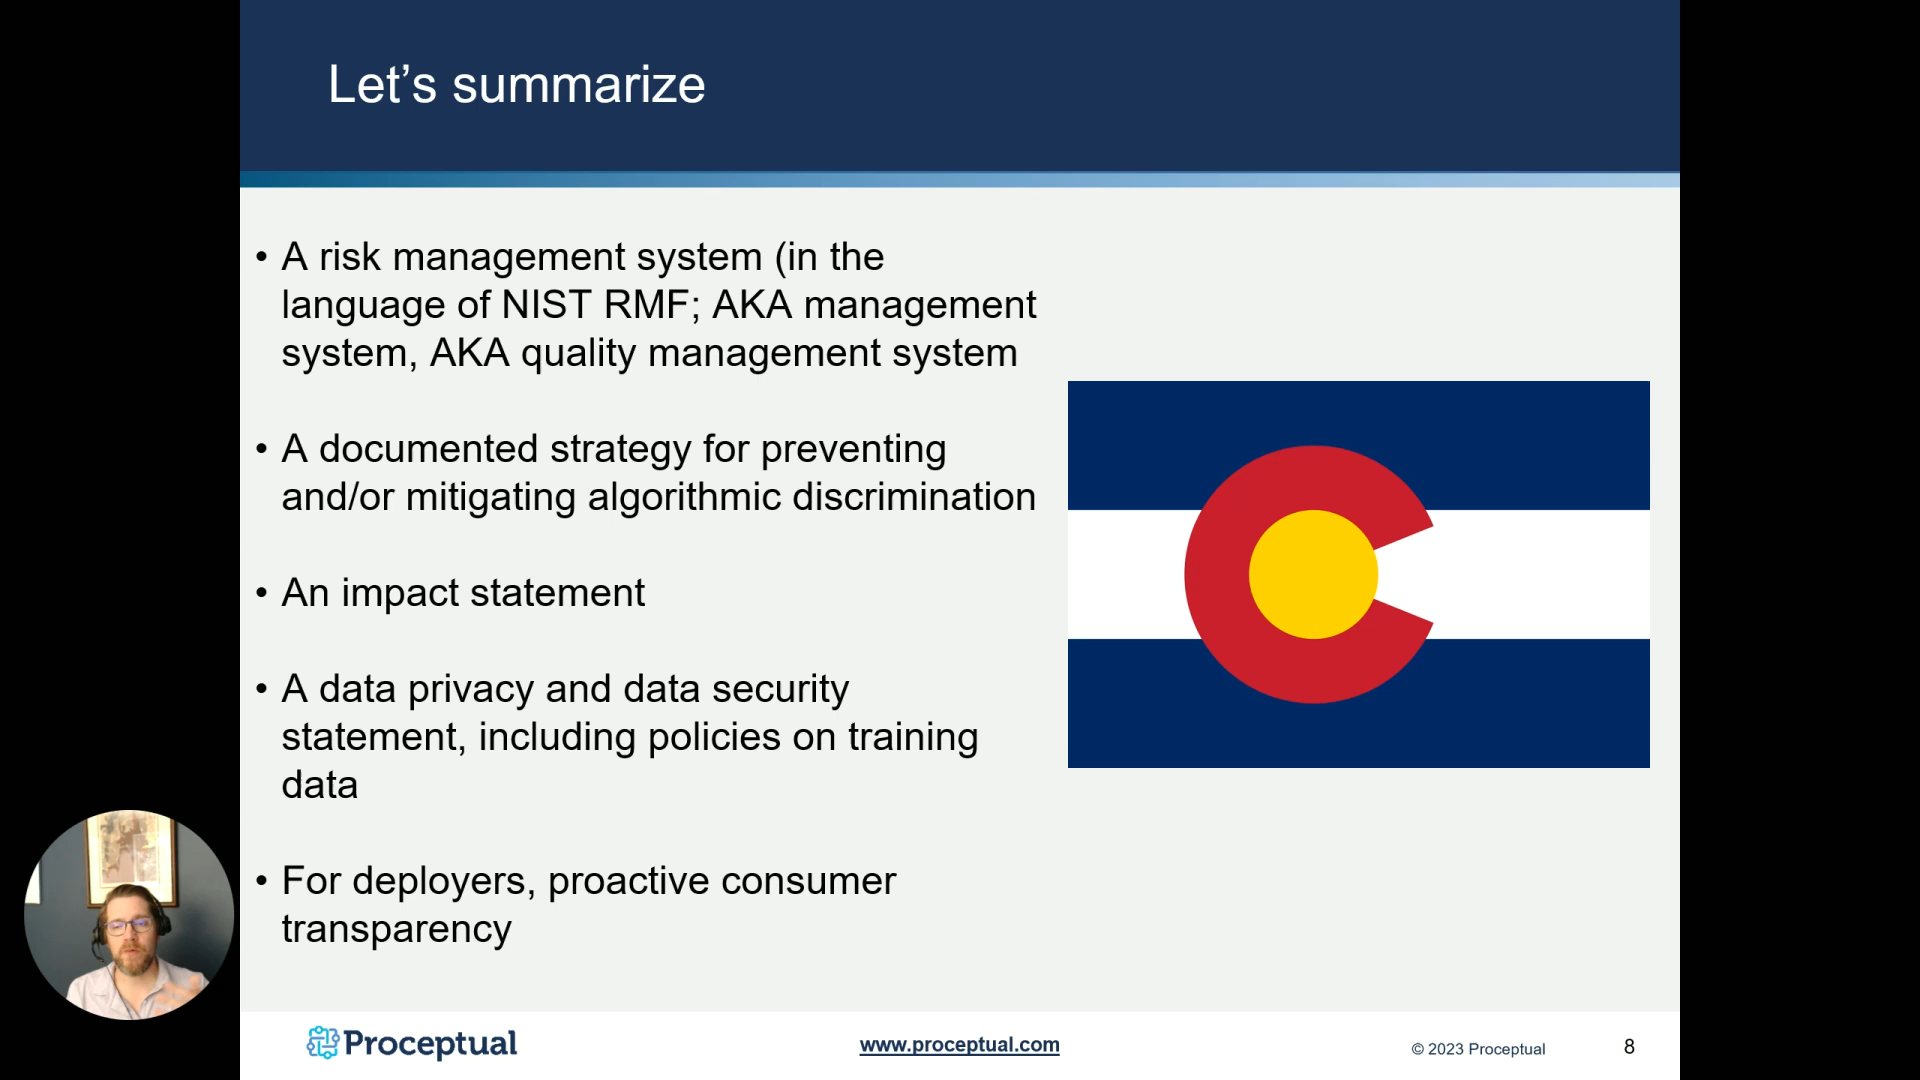 Let’s summarize
• A risk management system (in the
language of NIST RMF; AKA management
system, AKA quality management system
• A documented strategy for preventing
and/or mitigating algorithmic discrimination
• An impact statement
• A data privacy and data security
statement, including policies on training
data
• For deployers, proactive consumer
transparency
Proceptual
www.proceptual.com
© 2023 Proceptual
8